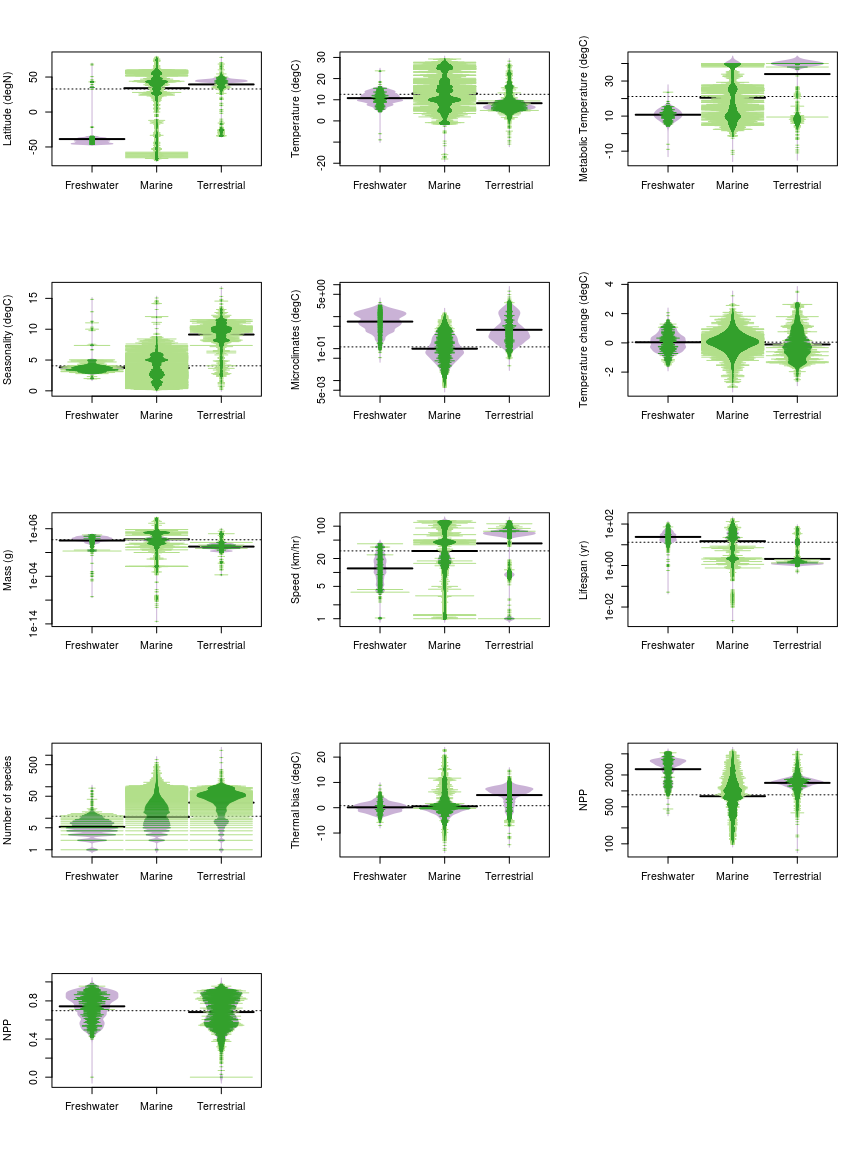 Latitude (degN)
50
0
-50
Freshwater Marine Terrestrial
Temperature (degC)
30
20
10
0
-20
Freshwater Marine Terrestrial
Metabolic Temperature (degC)
30
10
-10
Freshwater Marine Terrestrial
Seasonality (degC)
15
10
5
0
Freshwater Marine Terrestrial
Microclimates (degC)
5e+00
1e-01
5e-03
Freshwater Marine Terrestrial
Temperature change (degC)
4
2
0
-2
Freshwater Marine Terrestrial
Mass (g)
1e+06
1e-04
1e-14
Freshwater Marine Terrestrial
Speed (km/hr)
100
20
5
1
Freshwater Marine Terrestrial
Lifespan (yr)
1e+02
1e+00
1e-02
Freshwater Marine Terrestrial
Number of species
500
50
5
1
Freshwater Marine Terrestrial
Thermal bias (degC)
20
10
0
-10
Freshwater Marine Terrestrial
NPP
2000
500
100
Freshwater Marine Terrestrial
NPP
0.8
0.4
0.0
Freshwater Marine Terrestrial